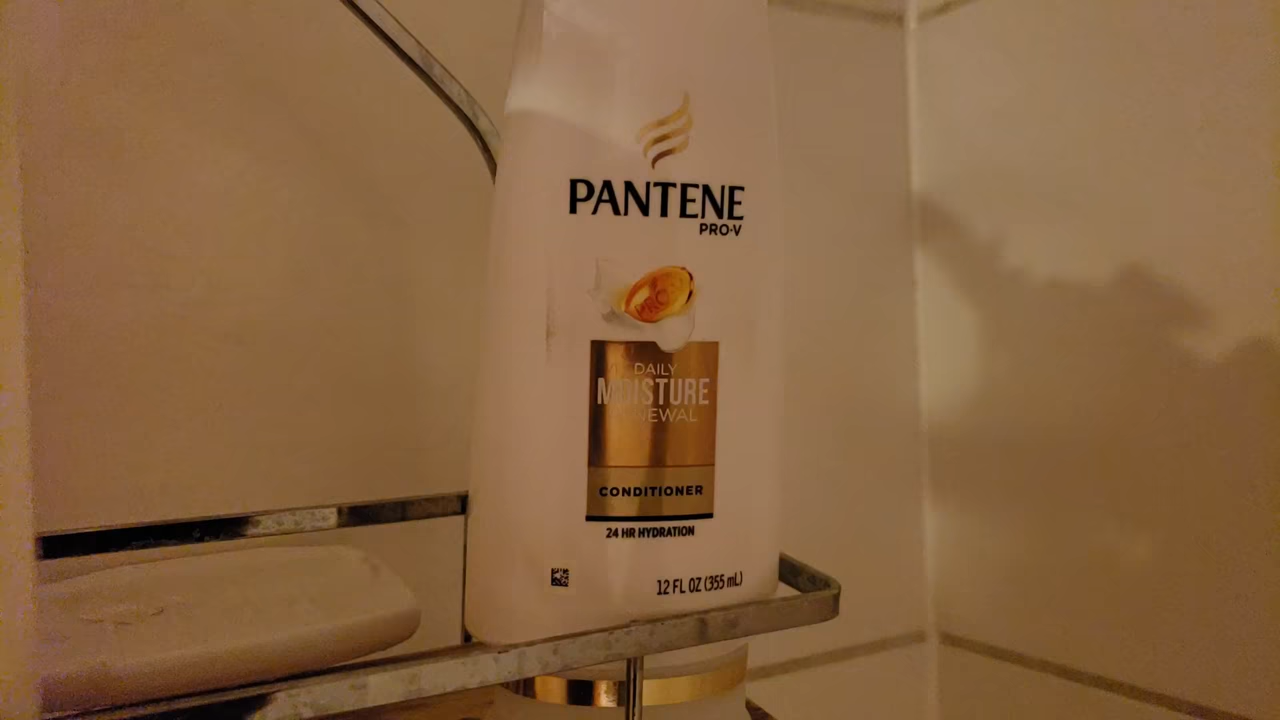 PANTENE
PRO-V
DAILY
MOISTURE
RENEWAL
CONDITIONER
24 HR HYDRATION
12 FL OZ (355 mL)